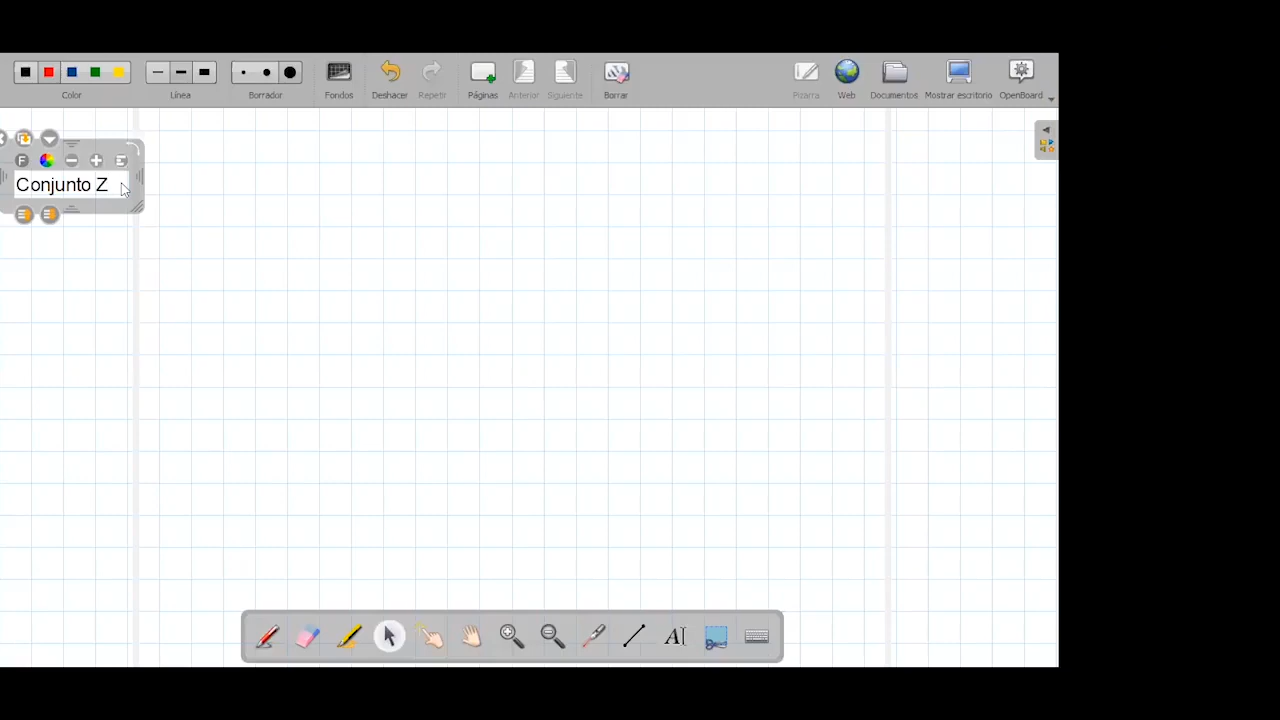 Color
Línea
Borrador
Fondos
Deshacer
Repetir
Páginas
Anterior
Siguiente
Borrar
Pizarra
Web
Documentos
Mostrar escritorio
OpenBoard
F
Conjunto Z
A